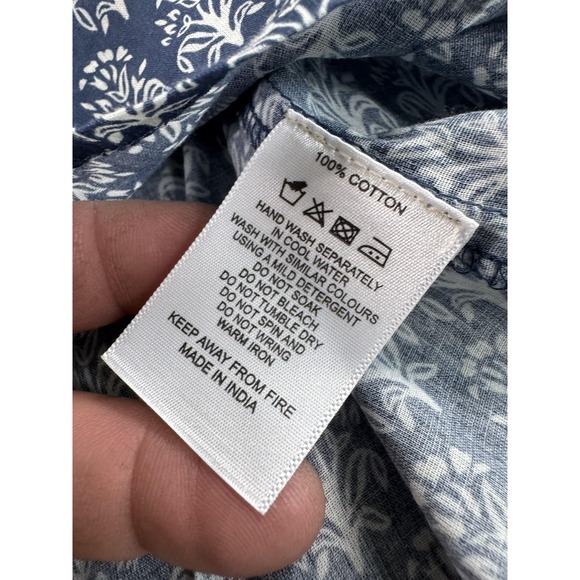 100% COTTON
HAND WASH SEPARATELY
IN COOL WATER
WASH WITH SIMILAR COLOURS
USING A MILD DETERGENT
DO NOT SOAK
DO NOT BLEACH
DO NOT TUMBLE DRY
DO NOT SPIN AND
DO NOT WRING
WARM IRON
KEEP AWAY FROM FIRE
MADE IN INDIA